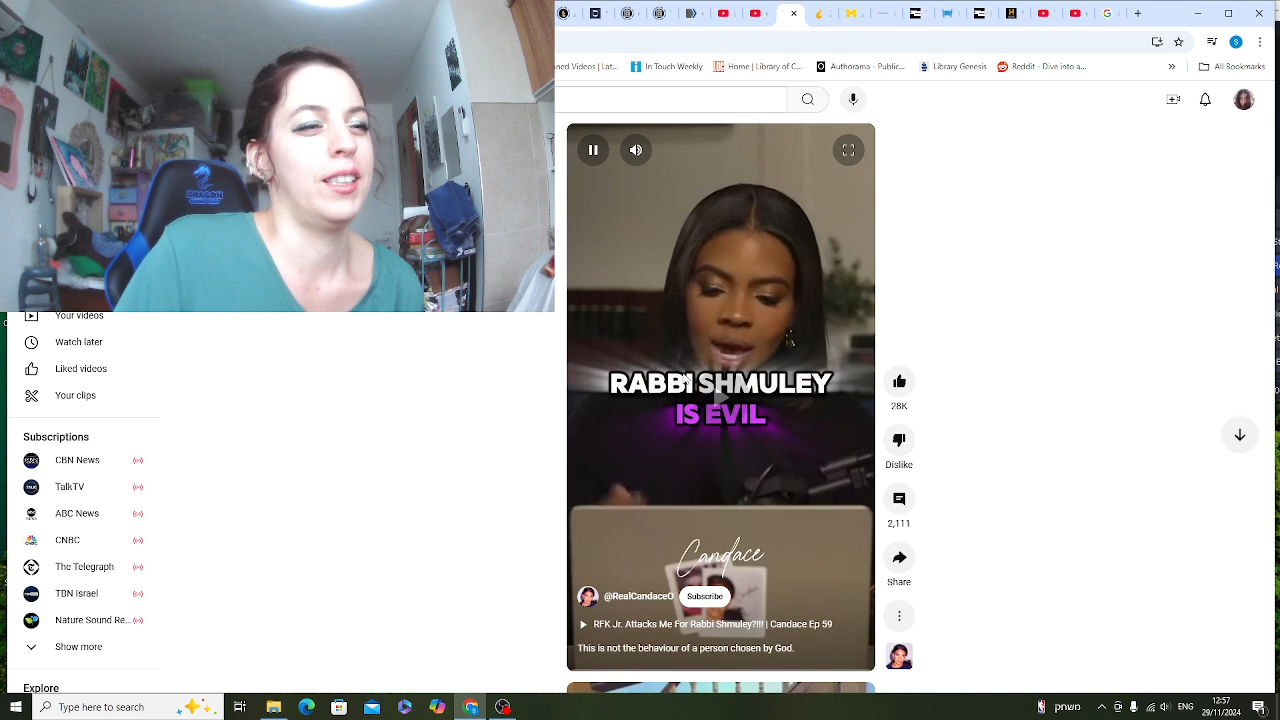 ed Videos | Lat...
In Touch Weekly
Home | Library of C...
Authorama - Public...
Library Genesis
Reddit - Dive into a...
»
All Bookmarks
S
DRAGON
RABBI SHMULEY
IS EVIL
Candace
@RealCandaceO
Subscribe
RFK Jr. Attacks Me For Rabbi Shmuley?!!! | Candace Ep 59
This is not the behaviour of a person chosen by God.
28K
Dislike
2,111
Share
Your videos
Watch later
Liked videos
Your clips
Subscriptions
CBN News
TalkTV
ABC News
CNBC
The Telegraph
TBN Israel
Nature Sound Re...
Show more
Explore
Type here to search
רביעי
ENG
12:57
29/11/2024